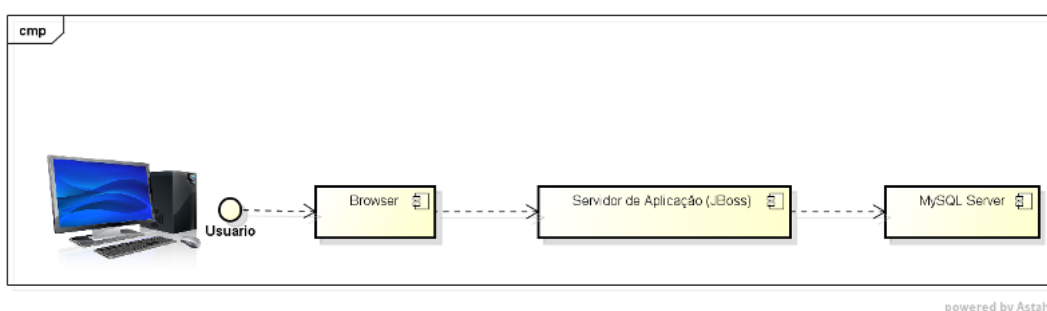 cmp
Browser
Servidor de Aplicação (JBoss)
MySQL Server
Usuario
powered by Astah